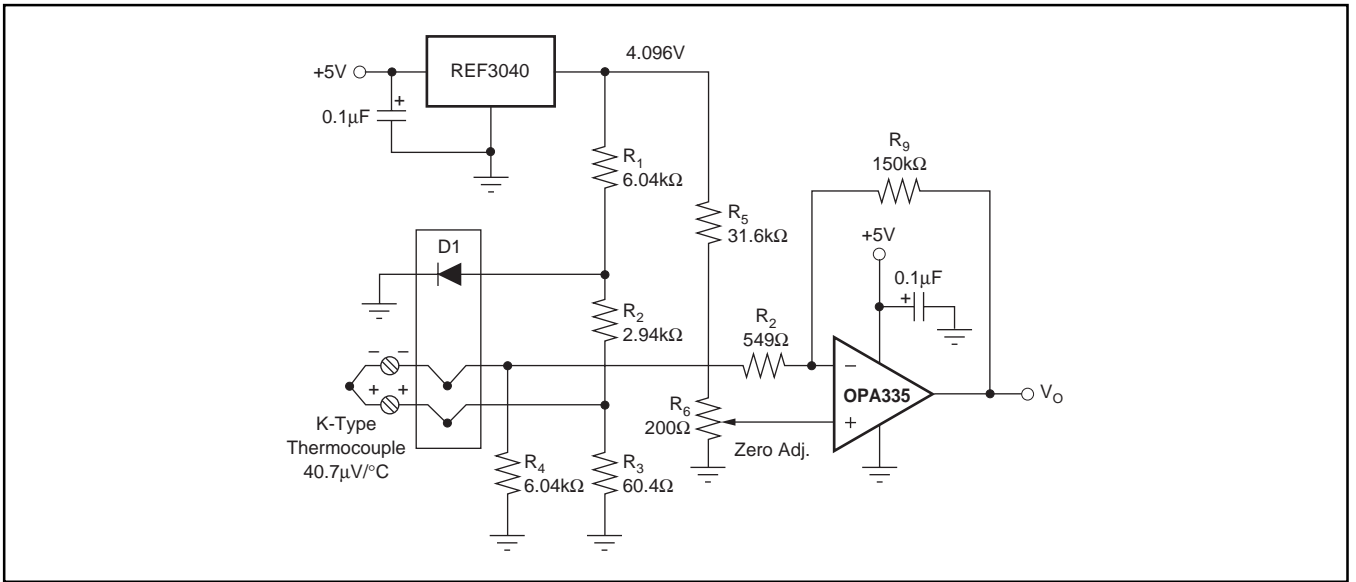 4.096V
+5V
REF3040
+
0.1μF
R1
6.04kΩ
R9
150kΩ
R5
31.6kΩ
+5V
D1
0.1μF
+
R2
2.94kΩ
R2
549Ω
− −
−
OPA335
VO
+ +
R6
200Ω
+
K-Type
Thermocouple
40.7μV/°C
Zero Adj.
R4
6.04kΩ
R3
60.4Ω